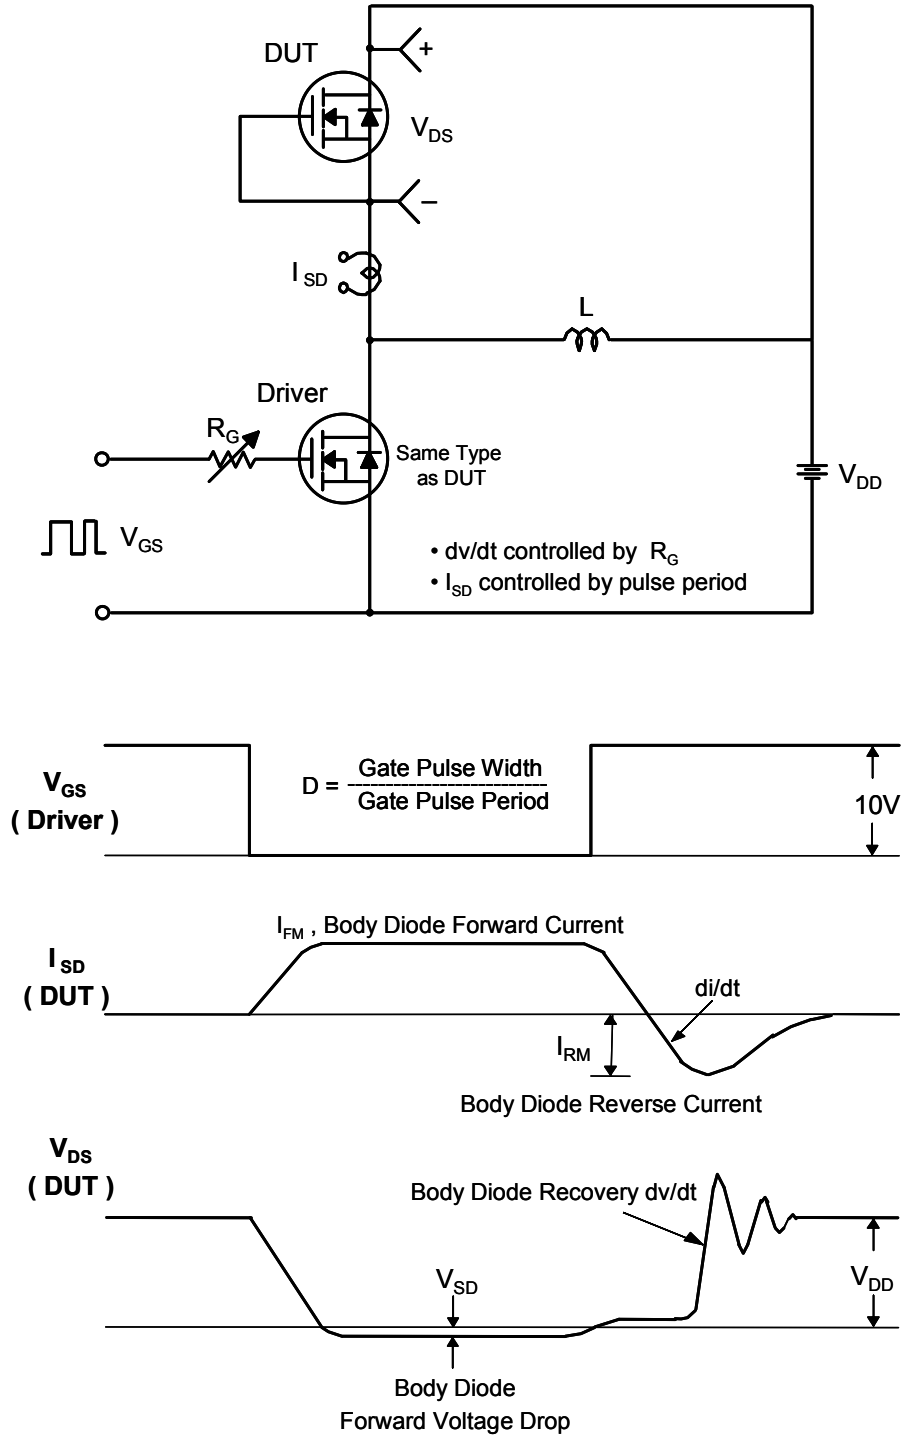 DUT
+
V_DS
−
I_SD
L
Driver
R_G
Same Type
as DUT
V_DD
V_GS
• dv/dt controlled by R_G
• I_SD controlled by pulse period
V_GS
( Driver )
D = Gate Pulse Width
Gate Pulse Period
10V
I_FM , Body Diode Forward Current
I_SD
( DUT )
di/dt
I_RM
Body Diode Reverse Current
V_DS
( DUT )
Body Diode Recovery dv/dt
V_SD
V_DD
Body Diode
Forward Voltage Drop